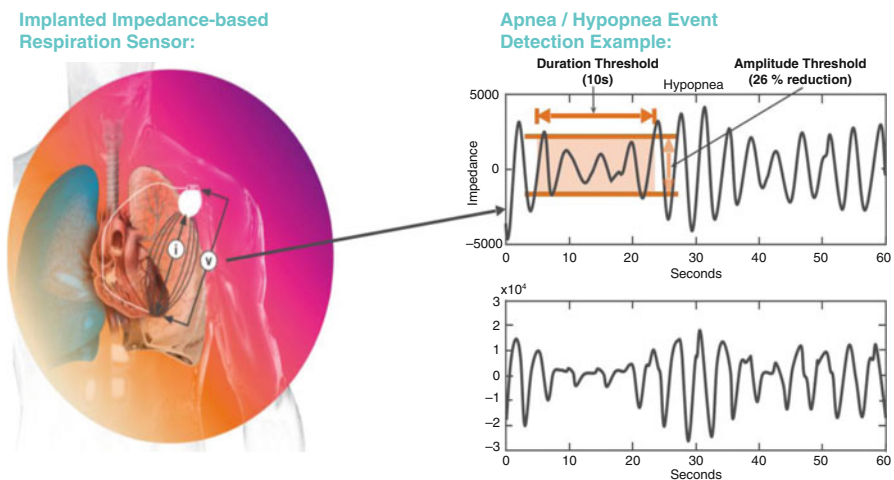 Implanted Impedance-based
Respiration Sensor:
i
V
Apnea / Hypopnea Event
Detection Example:
Duration Threshold
(10s)
Hypopnea
Amplitude Threshold
(26 % reduction)
5000
0
−5000
Impedance
0 10 20 30 40 50 60
Seconds
x10⁴
3
2
1
0
−1
−2
−3
0 10 20 30 40 50 60
Seconds